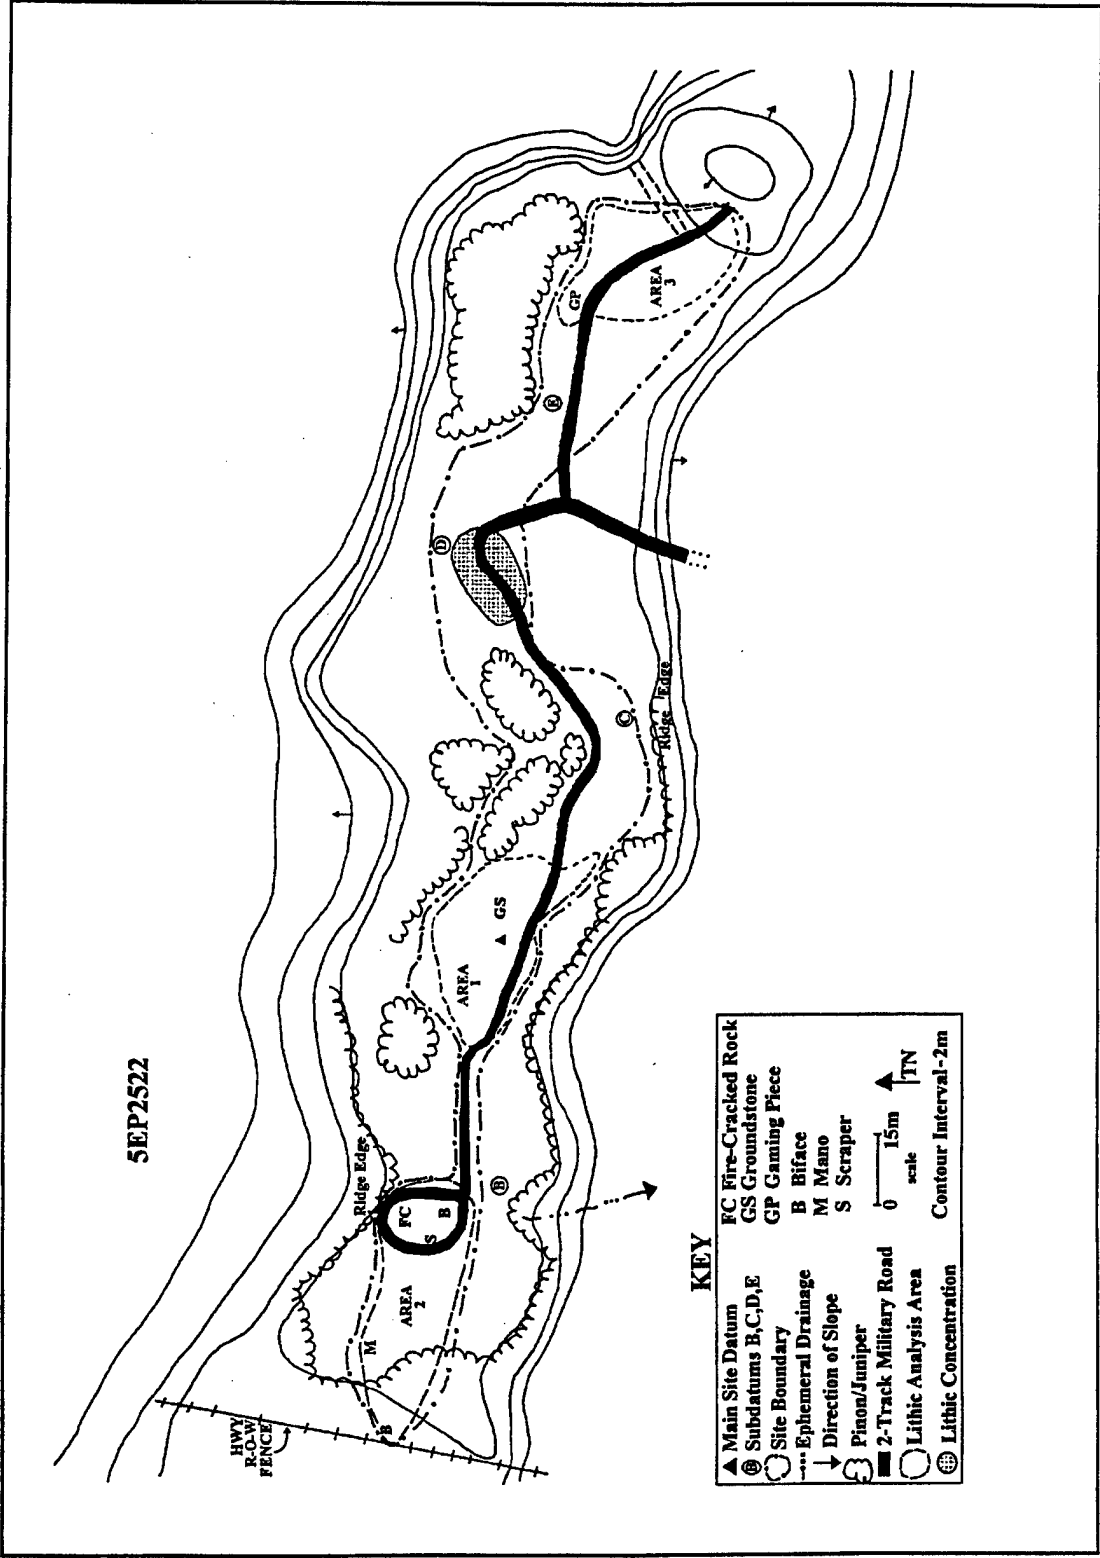 5EP2522
HWY
R-O-W
FENCE
Ridge Edge
B
M
AREA
2
FC
S
B
B
AREA
1
GS
C
Ridge Edge
D
E
GP
AREA
3
KEY
Main Site Datum
B Subdatums B,C,D,E
Site Boundary
Ephemeral Drainage
Direction of Slope
Pinon/Juniper
2-Track Military Road
Lithic Analysis Area
Lithic Concentration
FC Fire-Cracked Rock
GS Groundstone
GP Gaming Piece
B Biface
M Mano
S Scraper
0 15m
scale
TN
Contour Interval-2m